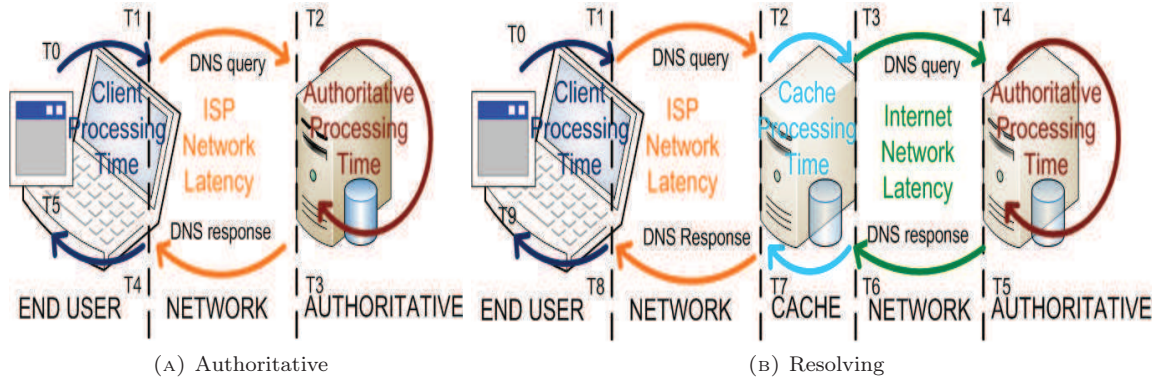 T1
T2
T0
DNS query
Client
Processing
Time
ISP
Network
Latency
Authoritative
Processing
Time
T5
DNS response
T4
T3
END USER
NETWORK
AUTHORITATIVE
(A) Authoritative
T1
T2
T3
T4
T0
DNS query
DNS query
Client
Processing
Time
ISP
Network
Latency
Cache
Processing
Time
Internet
Network
Latency
Authoritative
Processing
Time
T9
DNS Response
DNS response
T8
T7
T6
T5
END USER
NETWORK
CACHE
NETWORK
AUTHORITATIVE
(B) Resolving